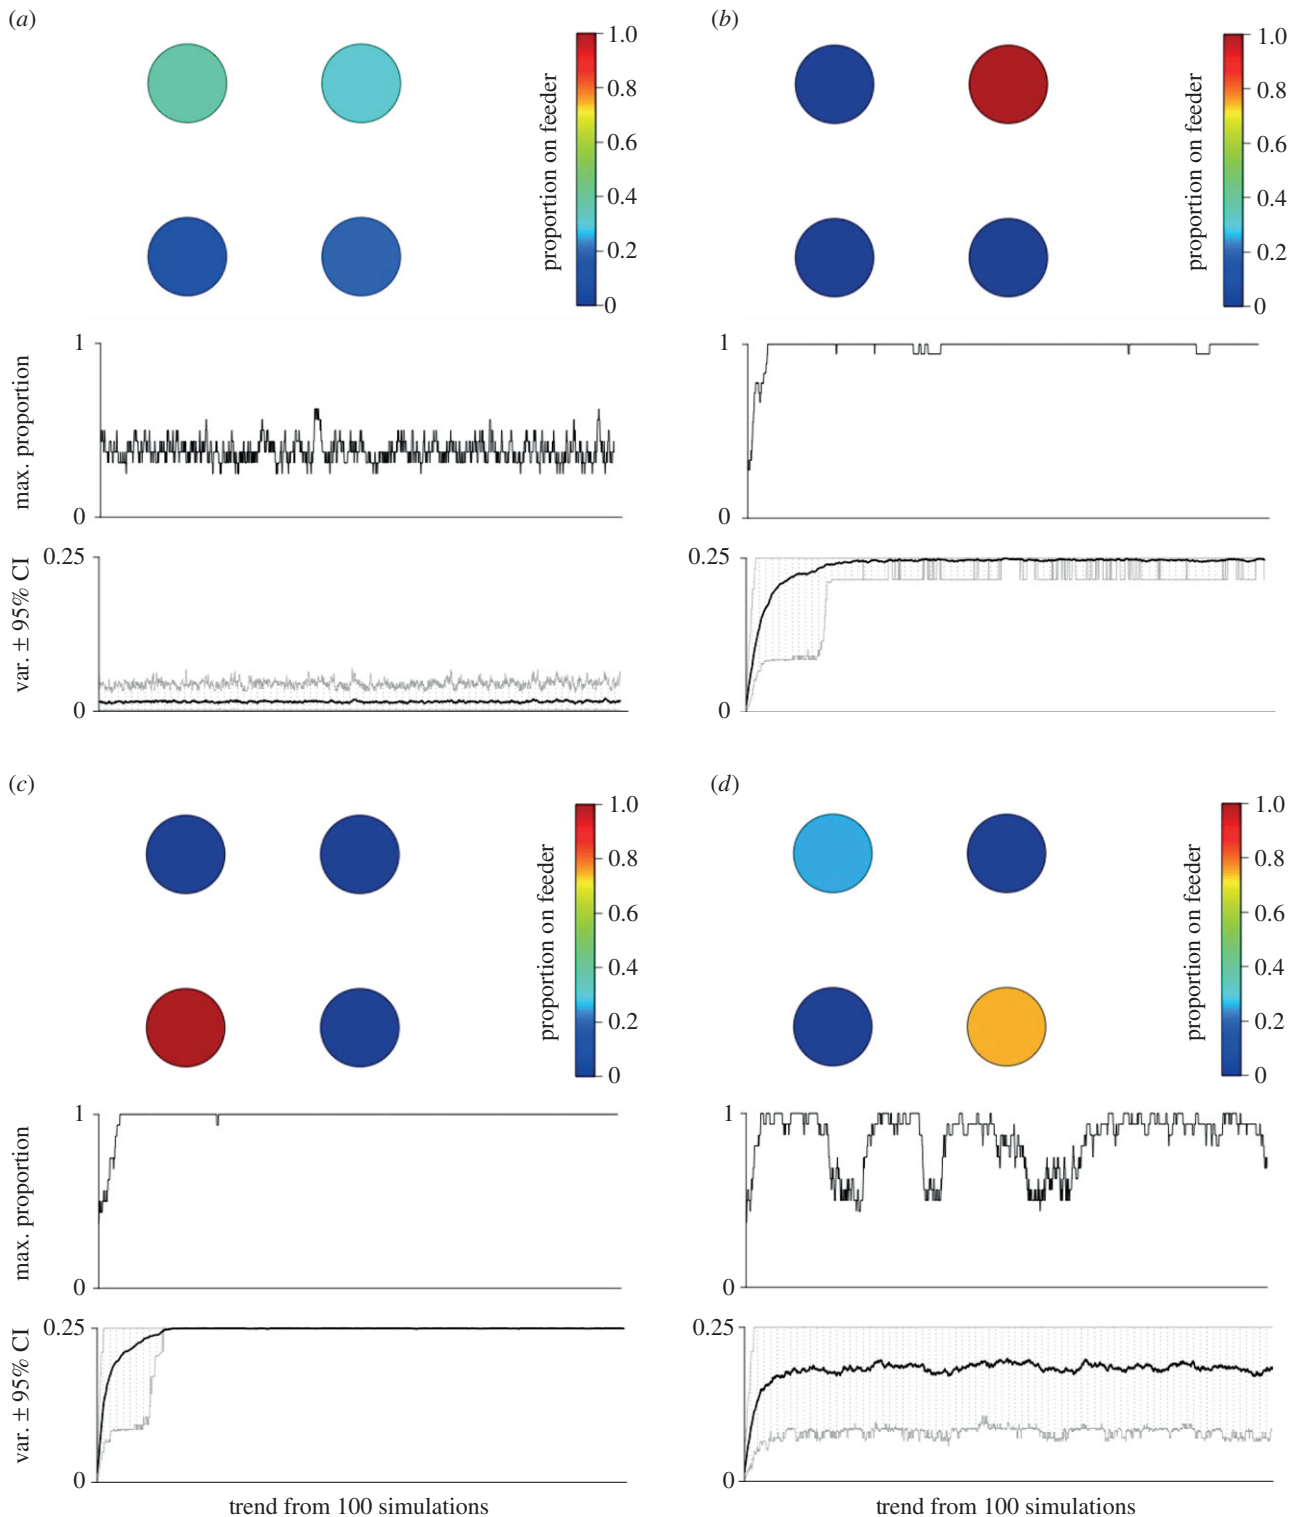 (a)
1.0
0.8
0.6
0.4
0.2
0
proportion on feeder
1
0
max. proportion
0.25
0
var. ± 95% CI
(b)
1.0
0.8
0.6
0.4
0.2
0
proportion on feeder
1
0
0.25
0
(c)
1.0
0.8
0.6
0.4
0.2
0
proportion on feeder
1
0
max. proportion
0.25
0
var. ± 95% CI
trend from 100 simulations
(d)
1.0
0.8
0.6
0.4
0.2
0
proportion on feeder
1
0
0.25
0
trend from 100 simulations